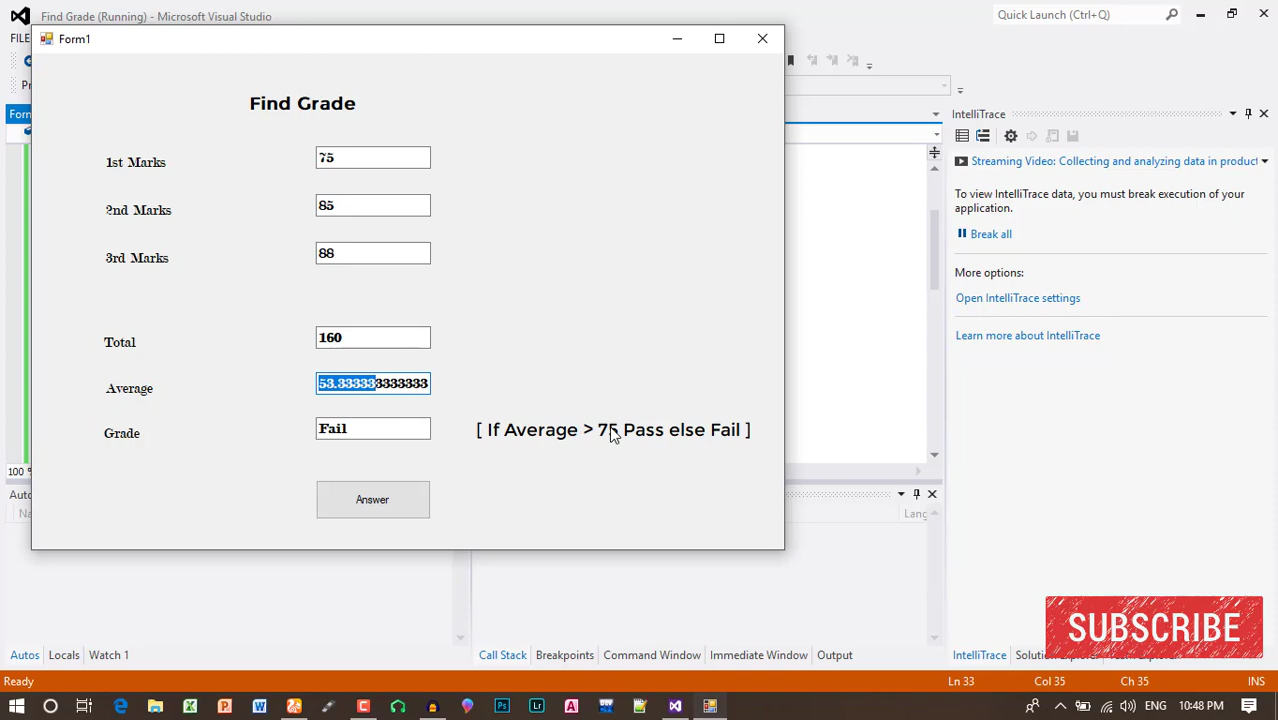 Find Grade (Running) - Microsoft Visual Studio
Quick Launch (Ctrl+Q)
FILE
Form1
Find Grade
1st Marks
75
2nd Marks
85
3rd Marks
88
Total
160
Average
53.3333333333333
Grade
Fail
[ If Average > 75 Pass else Fail ]
Answer
IntelliTrace
Streaming Video: Collecting and analyzing data in product
To view IntelliTrace data, you must break execution of your
application.
Break all
More options:
Open IntelliTrace settings
Learn more about IntelliTrace
100 %
Lang
SUBSCRIBE
Autos
Locals
Watch 1
Call Stack
Breakpoints
Command Window
Immediate Window
Output
IntelliTrace
Ready
Ln 33
Col 35
Ch 35
INS
ENG
10:48 PM